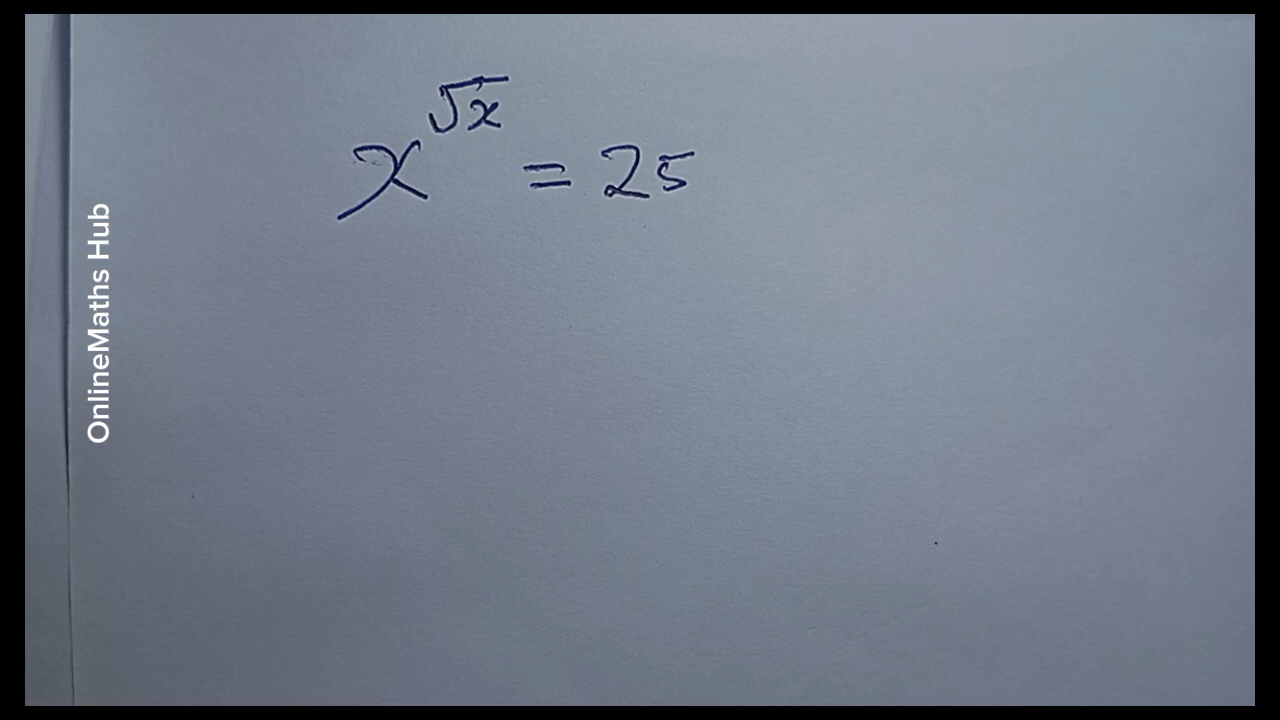 x^√x = 25
OnlineMaths Hub